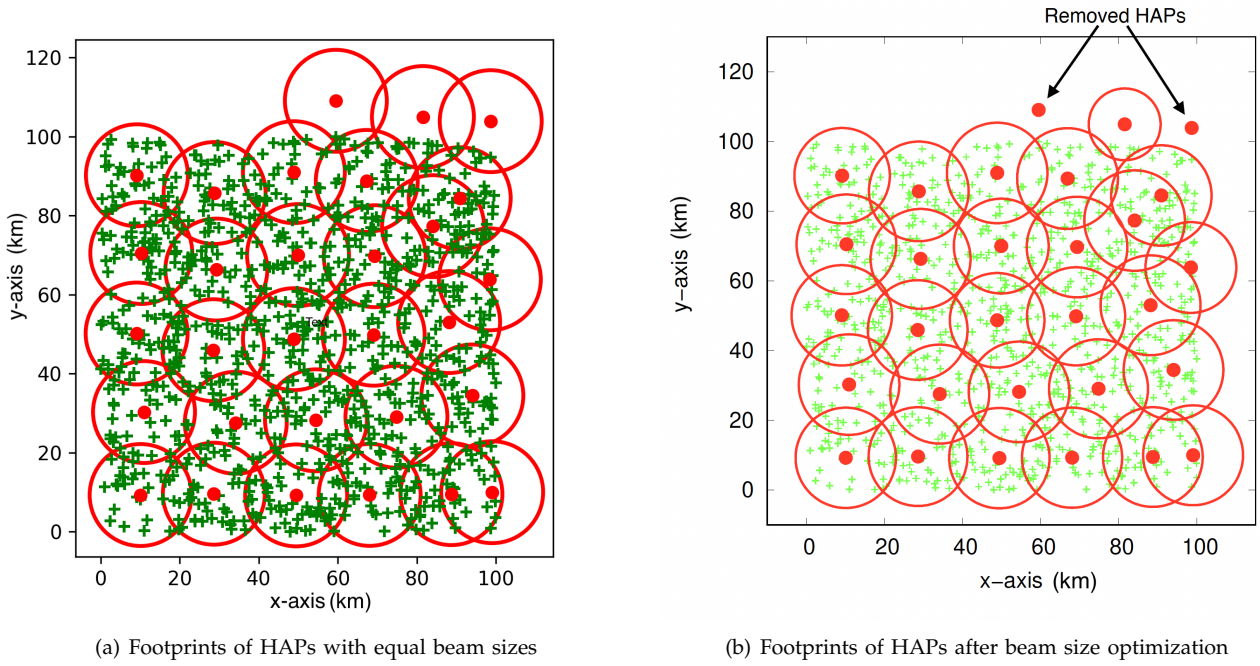 Removed HAPs
120
100
80
60
40
20
0
y-axis (km)
Text
0 20 40 60 80 100
x-axis (km)
120
100
80
60
40
20
0
y−axis (km)
0 20 40 60 80 100
x−axis (km)
(a) Footprints of HAPs with equal beam sizes
(b) Footprints of HAPs after beam size optimization